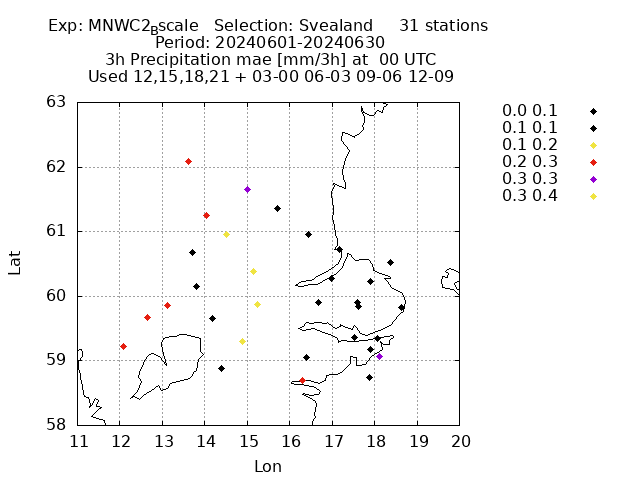 Exp: MNWC2_Bscale   Selection: Svealand     31 stations
Period: 20240601-20240630
3h Precipitation mae [mm/3h] at  00 UTC
Used 12,15,18,21 + 03-00 06-03 09-06 12-09
0.0 0.1
0.1 0.1
0.1 0.2
0.2 0.3
0.3 0.3
0.3 0.4
63
62
61
60
59
58
Lat
11 12 13 14 15 16 17 18 19 20
Lon